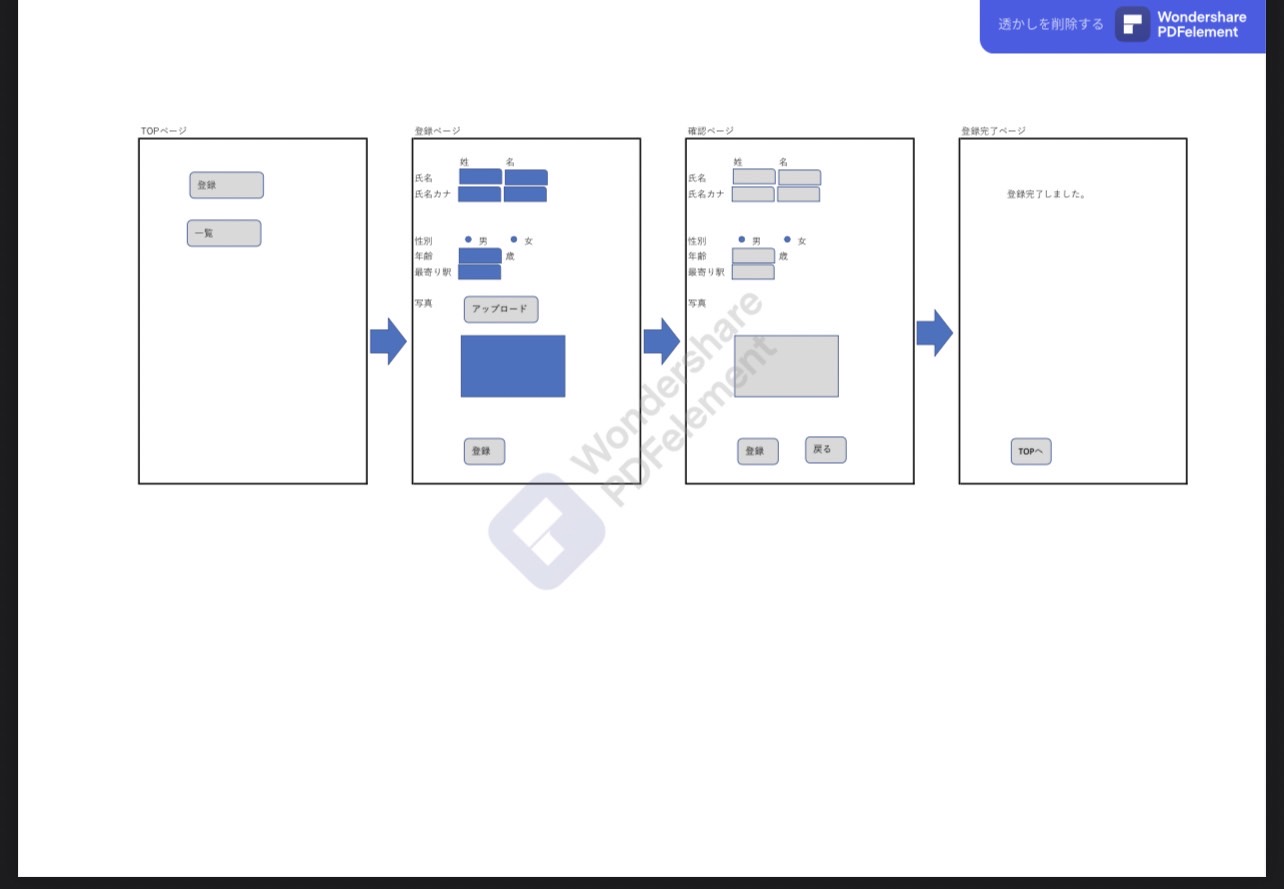 透かしを削除する
Wondershare
PDFelement
TOPページ
登録
一覧
登録ページ
姓 名
氏名
氏名カナ
性別 男 女
年齢 歳
最寄り駅
写真 アップロード
登録
確認ページ
姓 名
氏名
氏名カナ
性別 男 女
年齢 歳
最寄り駅
写真
登録 戻る
登録完了ページ
登録完了しました。
TOPへ
Wondershare
PDFelement